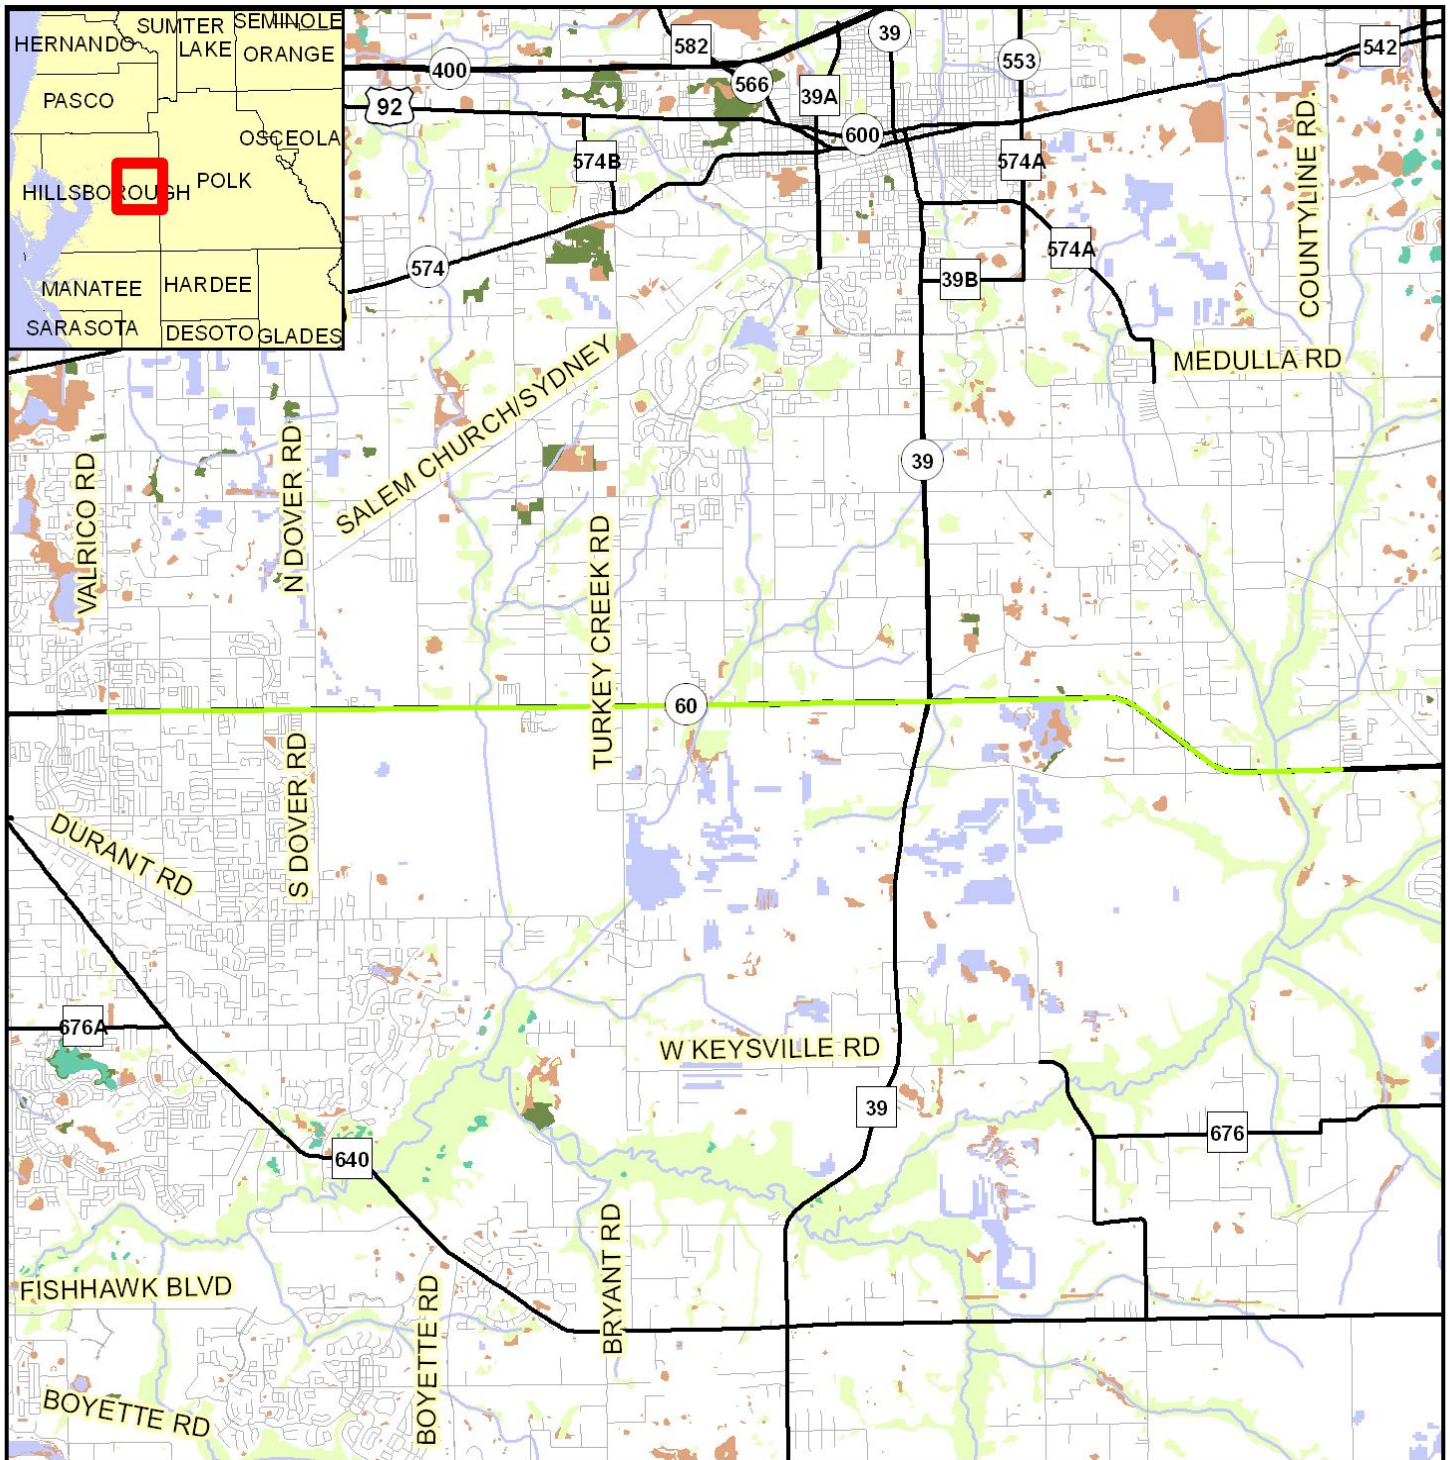 SUMTER
SEMINOLE
HERNANDO
LAKE
ORANGE
PASCO
OSCEOLA
HILLSBOROUGH
POLK
MANATEE
HARDEE
SARASOTA
DESOTO
GLADES
400
582
566
39A
39
553
542
92
600
574B
574A
574
574A
39B
COUNTYLINE RD.
MEDULLA RD
SALEM CHURCH/SYDNEY
VALRICO RD
N DOVER RD
39
TURKEY CREEK RD
60
S DOVER RD
DURANT RD
676A
W KEYSVILLE RD
39
676
640
FISHHAWK BLVD
BOYETTE RD
BRYANT RD
BOYETTE RD